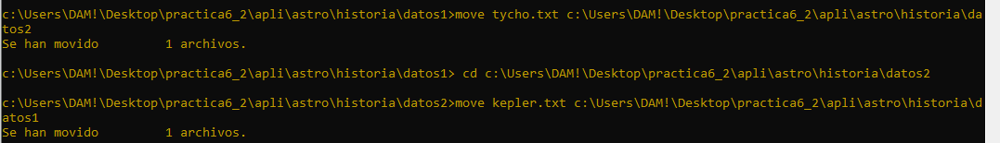 c:\Users\DAM!\Desktop\practica6_2\apli\astro\historia\datos1>move tycho.txt c:\Users\DAM!\Desktop\practica6_2\apli\astro\historia\da
tos2
Se han movido         1 archivos.
c:\Users\DAM!\Desktop\practica6_2\apli\astro\historia\datos1> cd c:\Users\DAM!\Desktop\practica6_2\apli\astro\historia\datos2
c:\Users\DAM!\Desktop\practica6_2\apli\astro\historia\datos2>move kepler.txt c:\Users\DAM!\Desktop\practica6_2\apli\astro\historia\d
atos1
Se han movido         1 archivos.